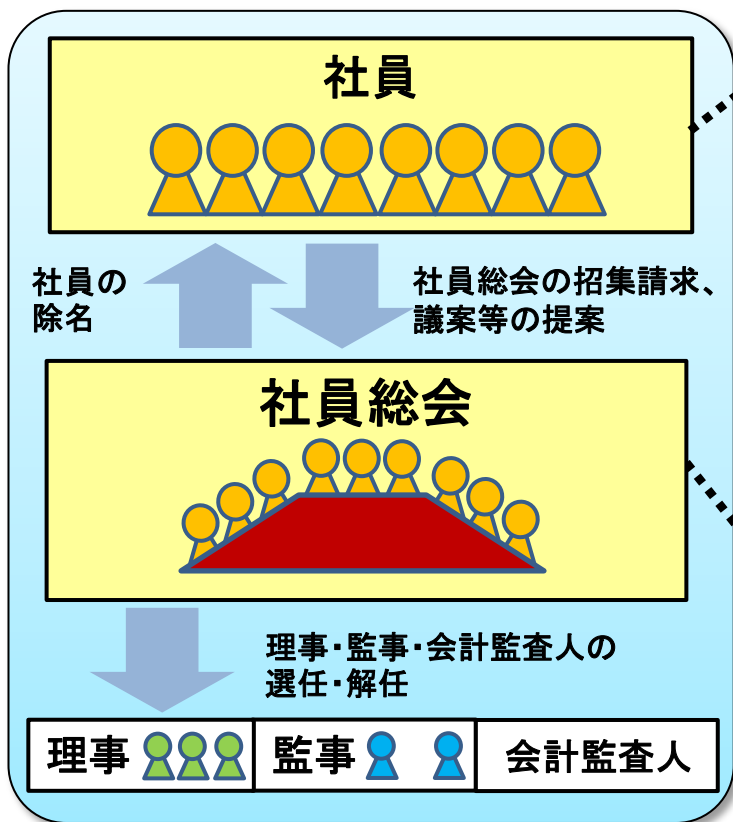 社員
社員の
除名
社員総会の招集請求、
議案等の提案
社員総会
理事・監事・会計監査人の
選任・解任
理事
監事
会計監査人